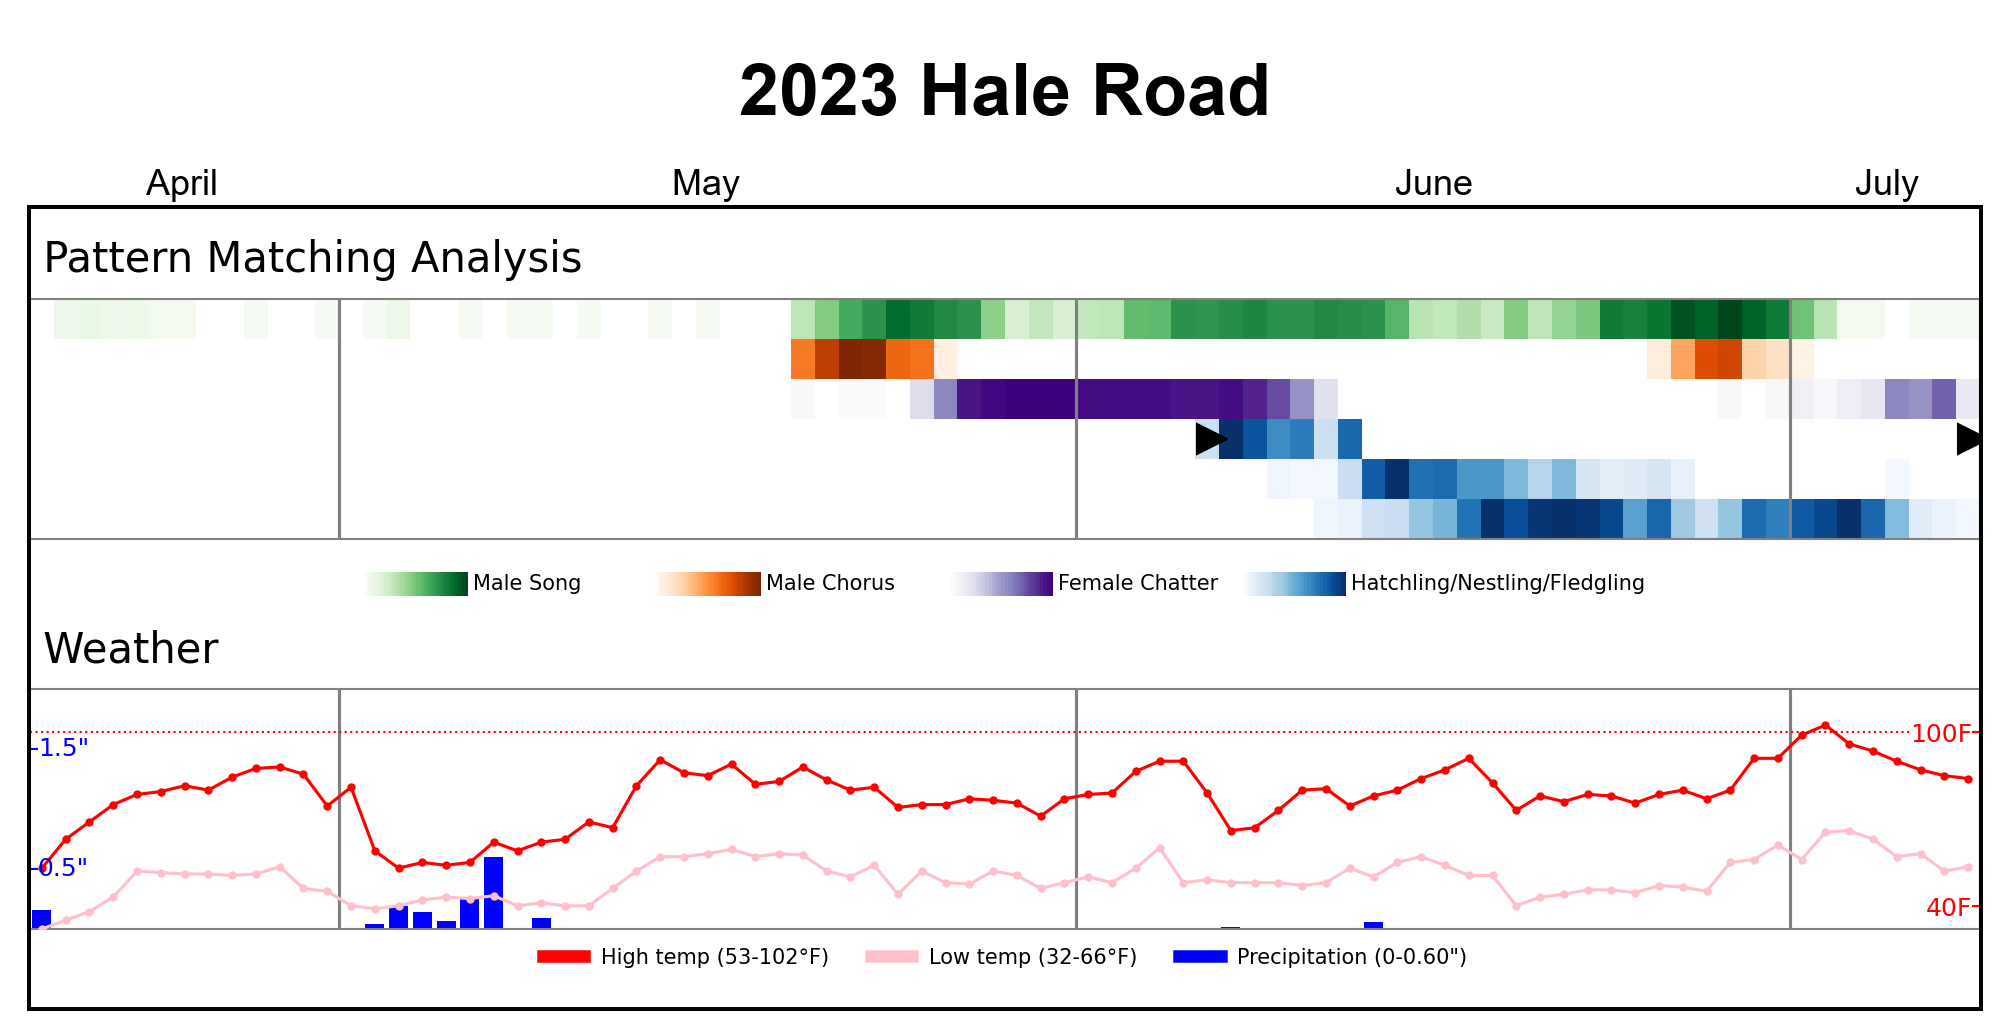 2023 Hale Road
April May June July
Pattern Matching Analysis
Male Song Male Chorus Female Chatter Hatchling/Nestling/Fledgling
Weather
1.5" 100F
0.5"
40F
High temp (53-102°F) Low temp (32-66°F) Precipitation (0-0.60")